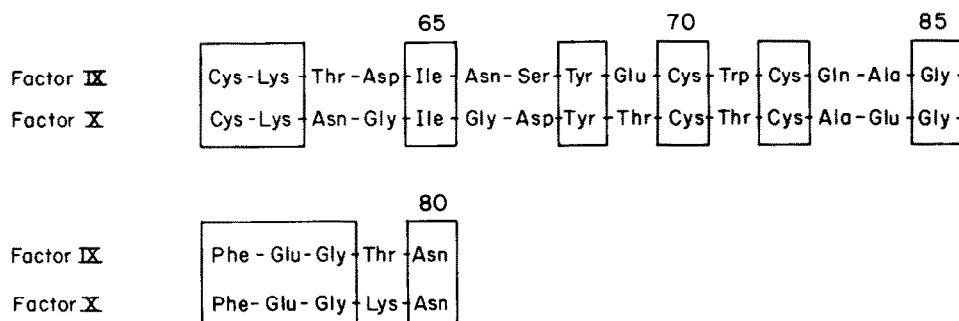 65 70 85
Factor IX Cys-Lys-Thr-Asp-Ile-Asn-Ser-Tyr-Glu-Cys-Trp-Cys-Gln-Ala-Gly-
Factor X Cys-Lys-Asn-Gly-Ile-Gly-Asp-Tyr-Thr-Cys-Thr-Cys-Ala-Glu-Gly-
80
Factor IX Phe-Glu-Gly-Thr-Asn
Factor X Phe-Glu-Gly-Lys-Asn